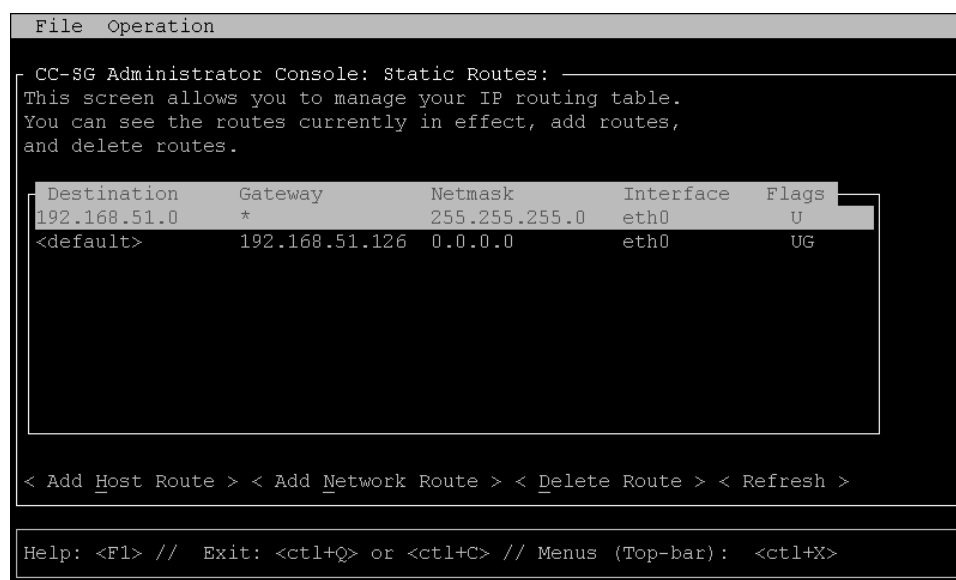 File Operation
CC-SG Administrator Console: Static Routes:
This screen allows you to manage your IP routing table.
You can see the routes currently in effect, add routes,
and delete routes.
Destination Gateway Netmask Interface Flags
192.168.51.0 * 255.255.255.0 eth0 U
<default> 192.168.51.126 0.0.0.0 eth0 UG
< Add Host Route > < Add Network Route > < Delete Route > < Refresh >
Help: <F1> // Exit: <ctl+Q> or <ctl+C> // Menus (Top-bar): <ctl+X>